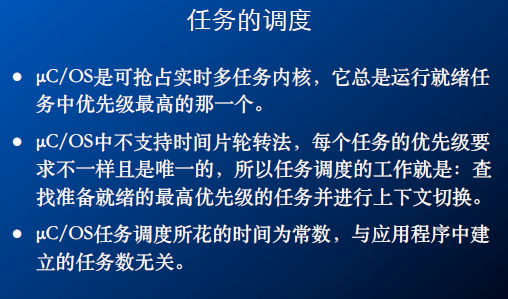 任务的调度
● μC/OS是可抢占实时多任务内核，它总是运行就绪任
务中优先级最高的那一个。
● μC/OS中不支持时间片轮转法，每个任务的优先级要
求不一样且是唯一的，所以任务调度的工作就是：查
找准备就绪的最高优先级的任务并进行上下文切换。
● μC/OS任务调度所花的时间为常数，与应用程序中建
立的任务数无关。